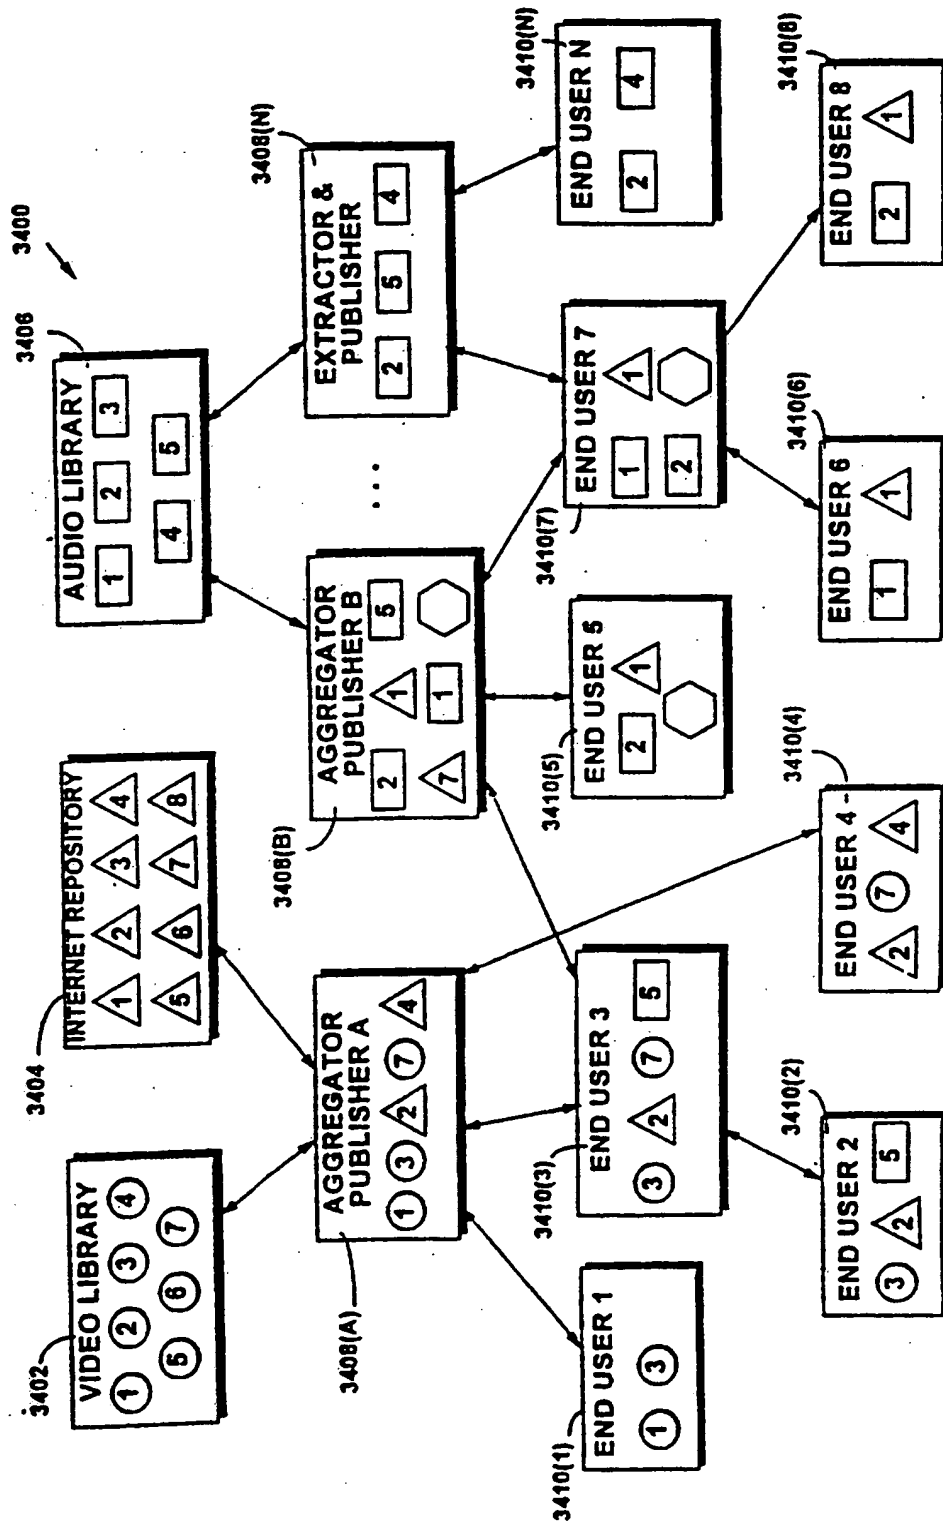 3400
3402
VIDEO LIBRARY
1 2 3 4
5 6 7
3404
INTERNET REPOSITORY
1 2 3 4
5 6 7 8
3406
AUDIO LIBRARY
1 2 3
4 5
3408(A)
AGGREGATOR
PUBLISHER A
1 3 2 7 4
3408(B)
AGGREGATOR
PUBLISHER B
2 1 5
7 1
...
3408(N)
EXTRACTOR &
PUBLISHER
2 5 4
3410(1)
END USER 1
1 3
3410(3)
END USER 3
3 2 7 5
3410(5)
END USER 5
2 1
3410(7)
END USER 7
1 1
2
3410(N)
END USER N
2 4
3410(2)
END USER 2
3 2 5
3410(4)
END USER 4 -
2 7 4
3410(6)
END USER 6
1 1
3410(8)
END USER 8
2 1